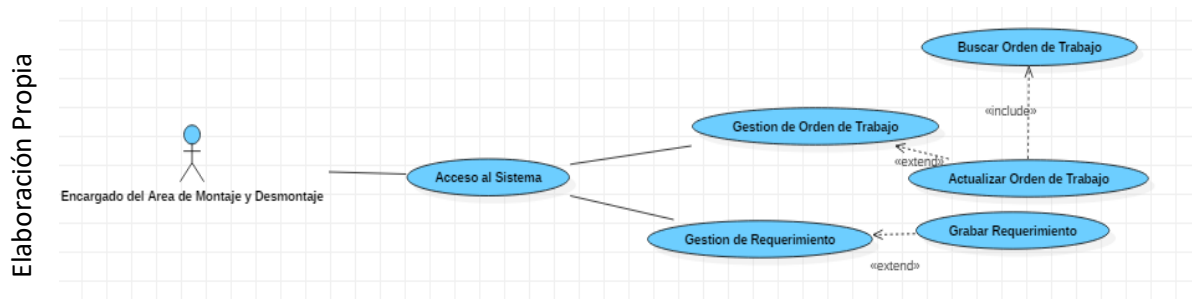 Elaboración Propia
Buscar Orden de Trabajo
«include»
Gestion de Orden de Trabajo
«extend»
Actualizar Orden de Trabajo
Acceso al Sistema
Encargado del Area de Montaje y Desmontaje
Gestion de Requerimiento
Grabar Requerimiento
«extend»